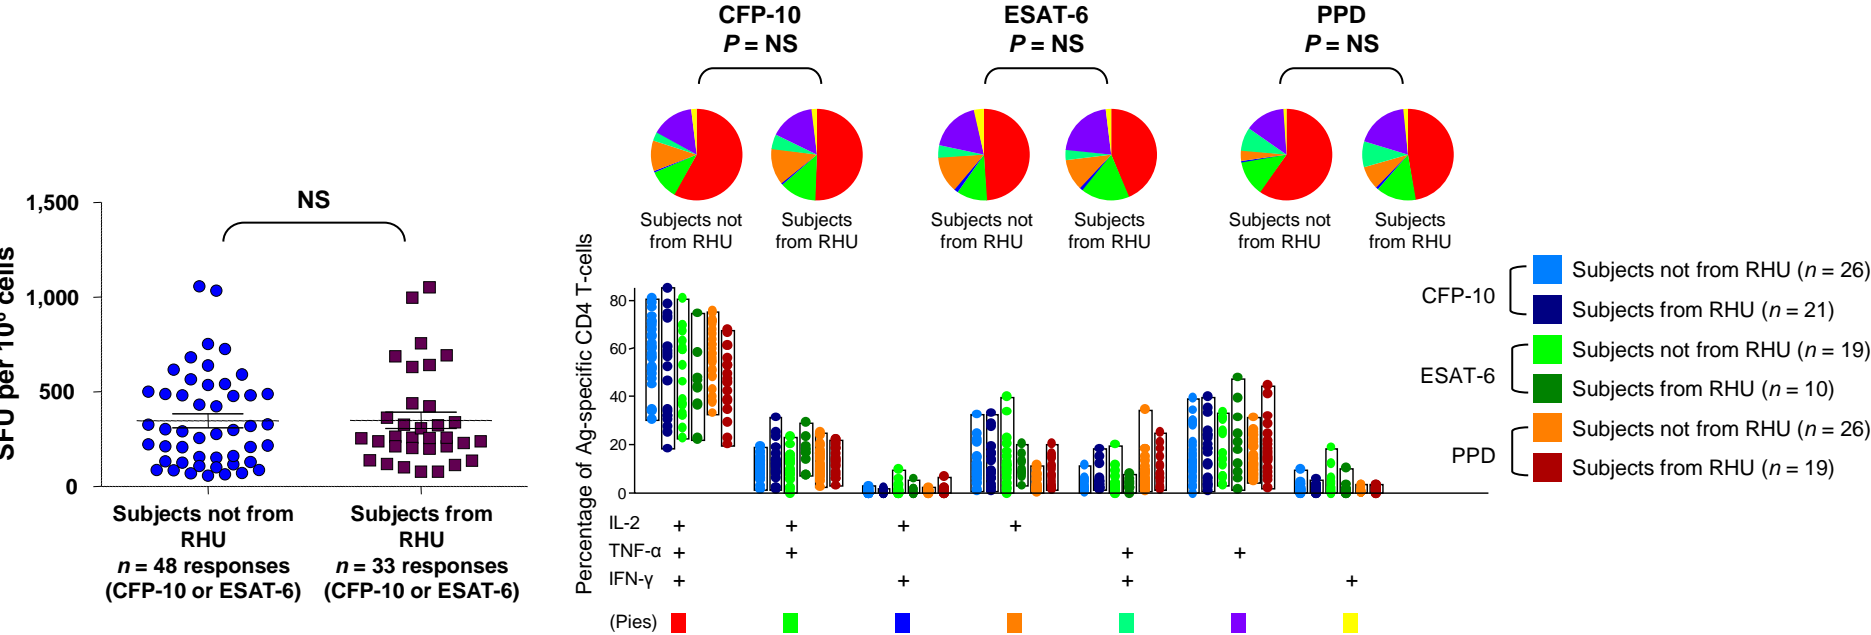 CFP-10
P = NS
ESAT-6
P = NS
PPD
P = NS
Subjects not
from RHU
Subjects
from RHU
Subjects not
from RHU
Subjects
from RHU
Subjects not
from RHU
Subjects
from RHU
SFU per 10⁶ cells
1,500
1,000
500
0
NS
Subjects not from
RHU
n = 48 responses
(CFP-10 or ESAT-6)
Subjects from
RHU
n = 33 responses
(CFP-10 or ESAT-6)
Percentage of Ag-specific CD4 T-cells
80
60
40
20
0
IL-2 + + + +
TNF-α + + + +
IFN-γ + + + +
(Pies)
CFP-10
Subjects not from RHU (n = 26)
Subjects from RHU (n = 21)
ESAT-6
Subjects not from RHU (n = 19)
Subjects from RHU (n = 10)
PPD
Subjects not from RHU (n = 26)
Subjects from RHU (n = 19)